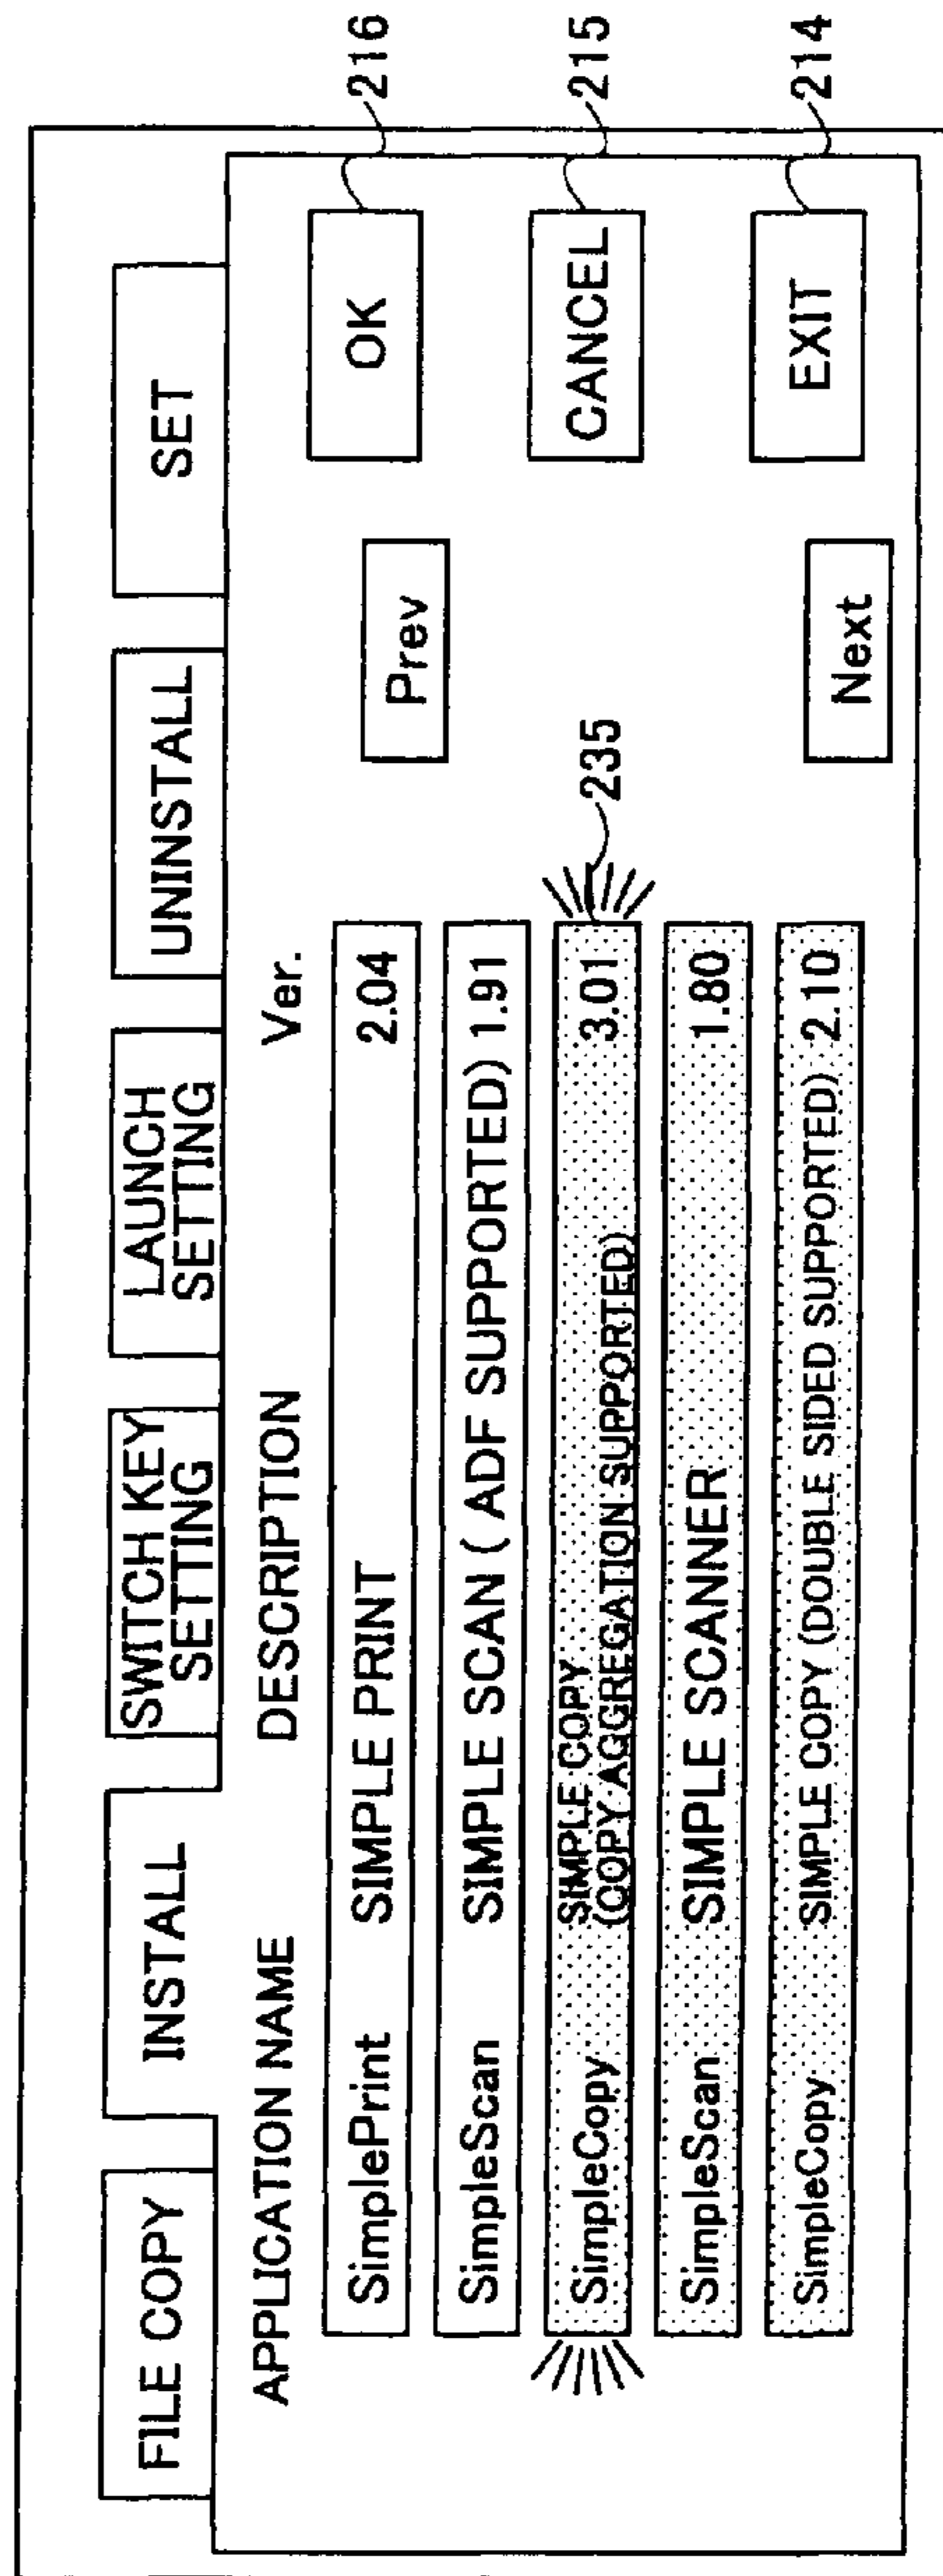 FILE COPY
INSTALL
SWITCH KEY
SETTING
LAUNCH
SETTING
UNINSTALL
SET
APPLICATION NAME DESCRIPTION Ver.
SimplePrint SIMPLE PRINT 2.04
SimpleScan SIMPLE SCAN ( ADF SUPPORTED) 1.91
SimpleCopy SIMPLE COPY
(COPY AGGREGATION SUPPORTED) 3.01
SimpleScan SIMPLE SCANNER 1.80
SimpleCopy SIMPLE COPY (DOUBLE SIDED SUPPORTED) 2.10
235
Prev
Next
OK
216
CANCEL
215
EXIT
214